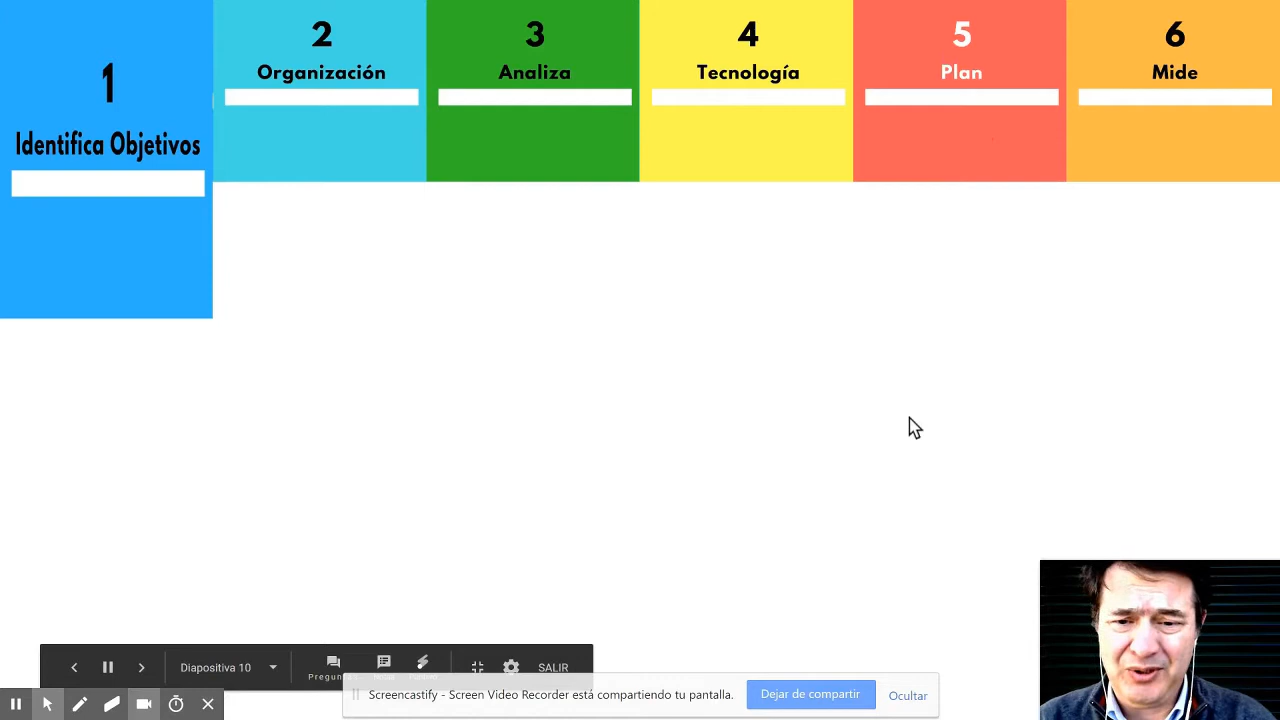 1
Identifica Objetivos
2
Organización
3
Analiza
4
Tecnología
5
Plan
6
Mide
Diapositiva 10
SALIR
Screencastify - Screen Video Recorder está compartiendo tu pantalla.
Dejar de compartir
Ocultar